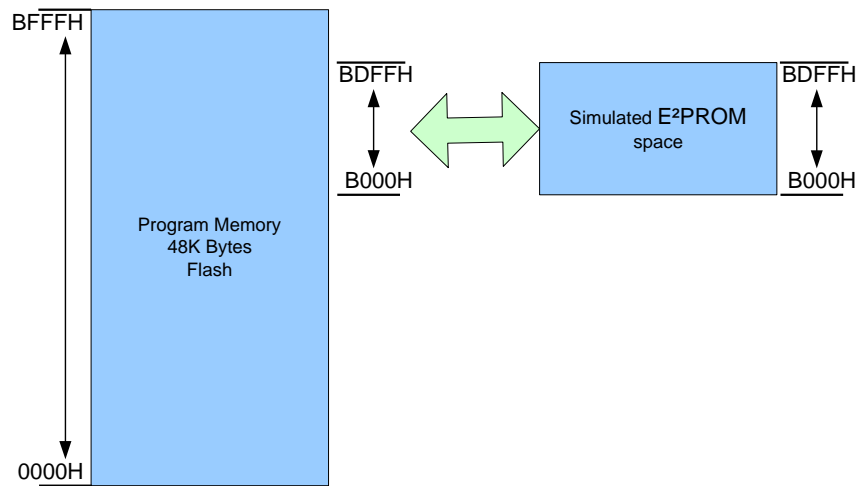 BFFFH
BDFFH
BDFFH
Simulated E²PROM
space
B000H
B000H
Program Memory
48K Bytes
Flash
0000H